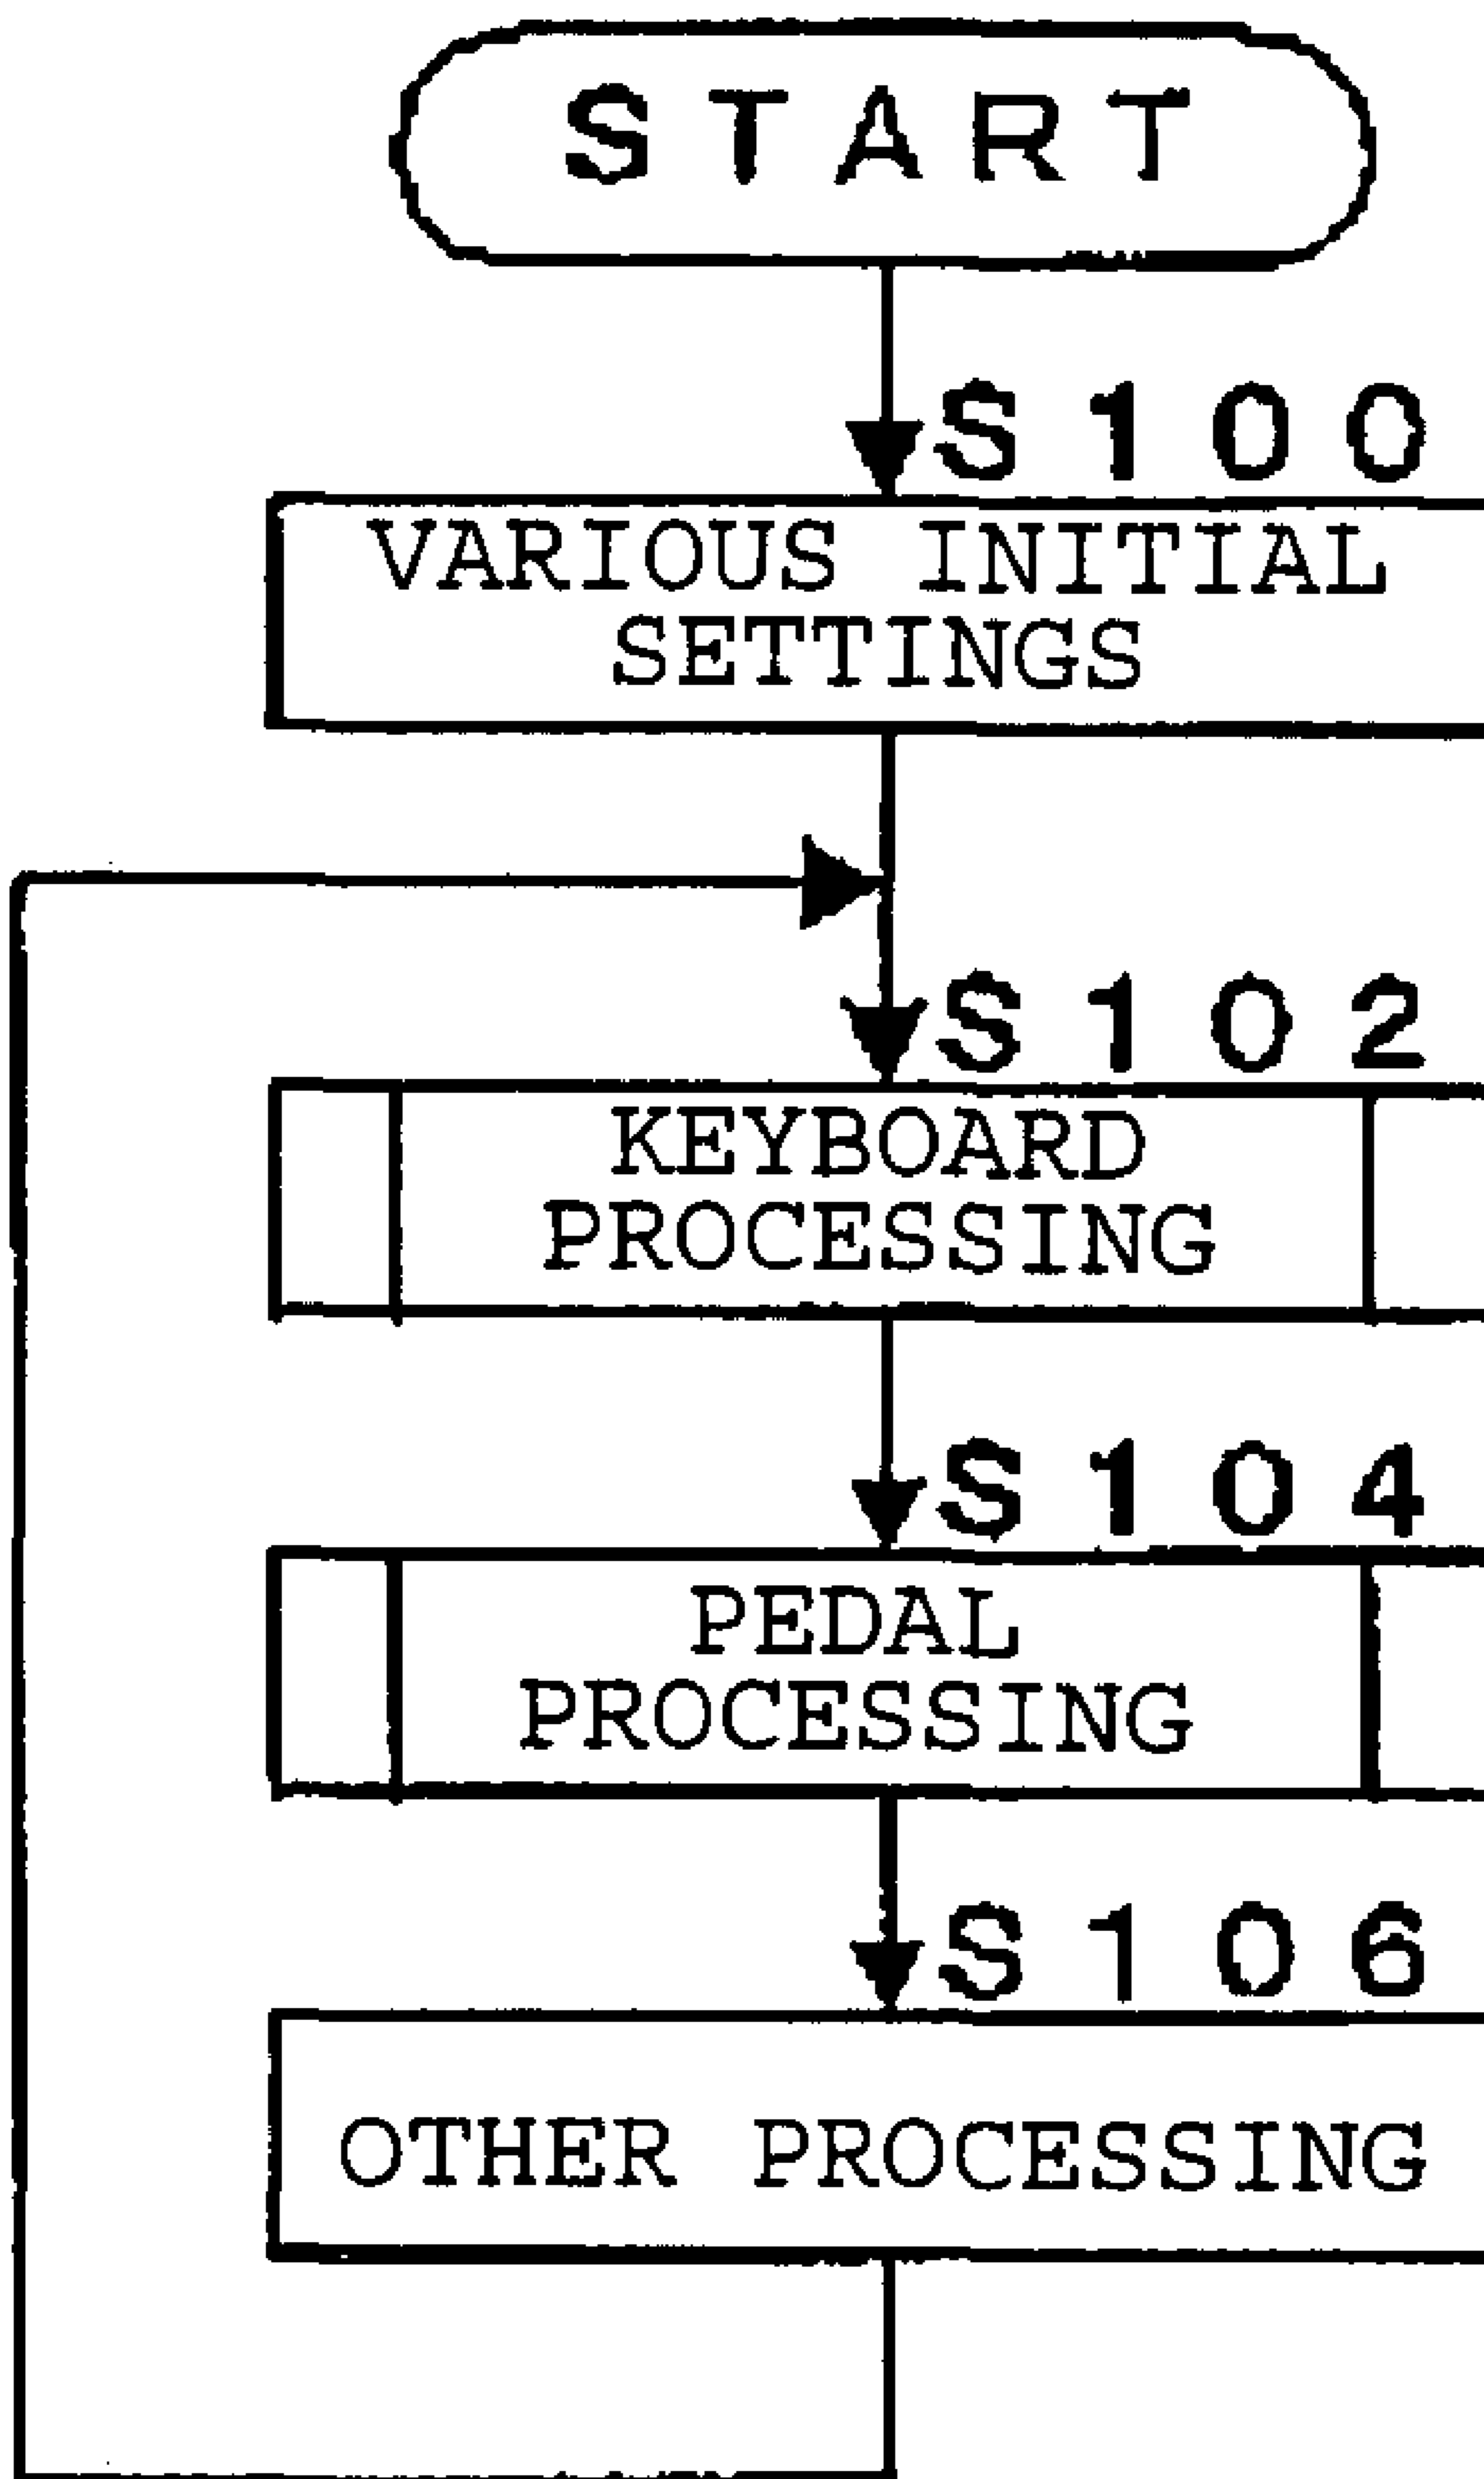 START
S100
VARIOUS INITIAL
SETTINGS
S102
KEYBOARD
PROCESSING
S104
PEDAL
PROCESSING
S106
OTHER PROCESSING